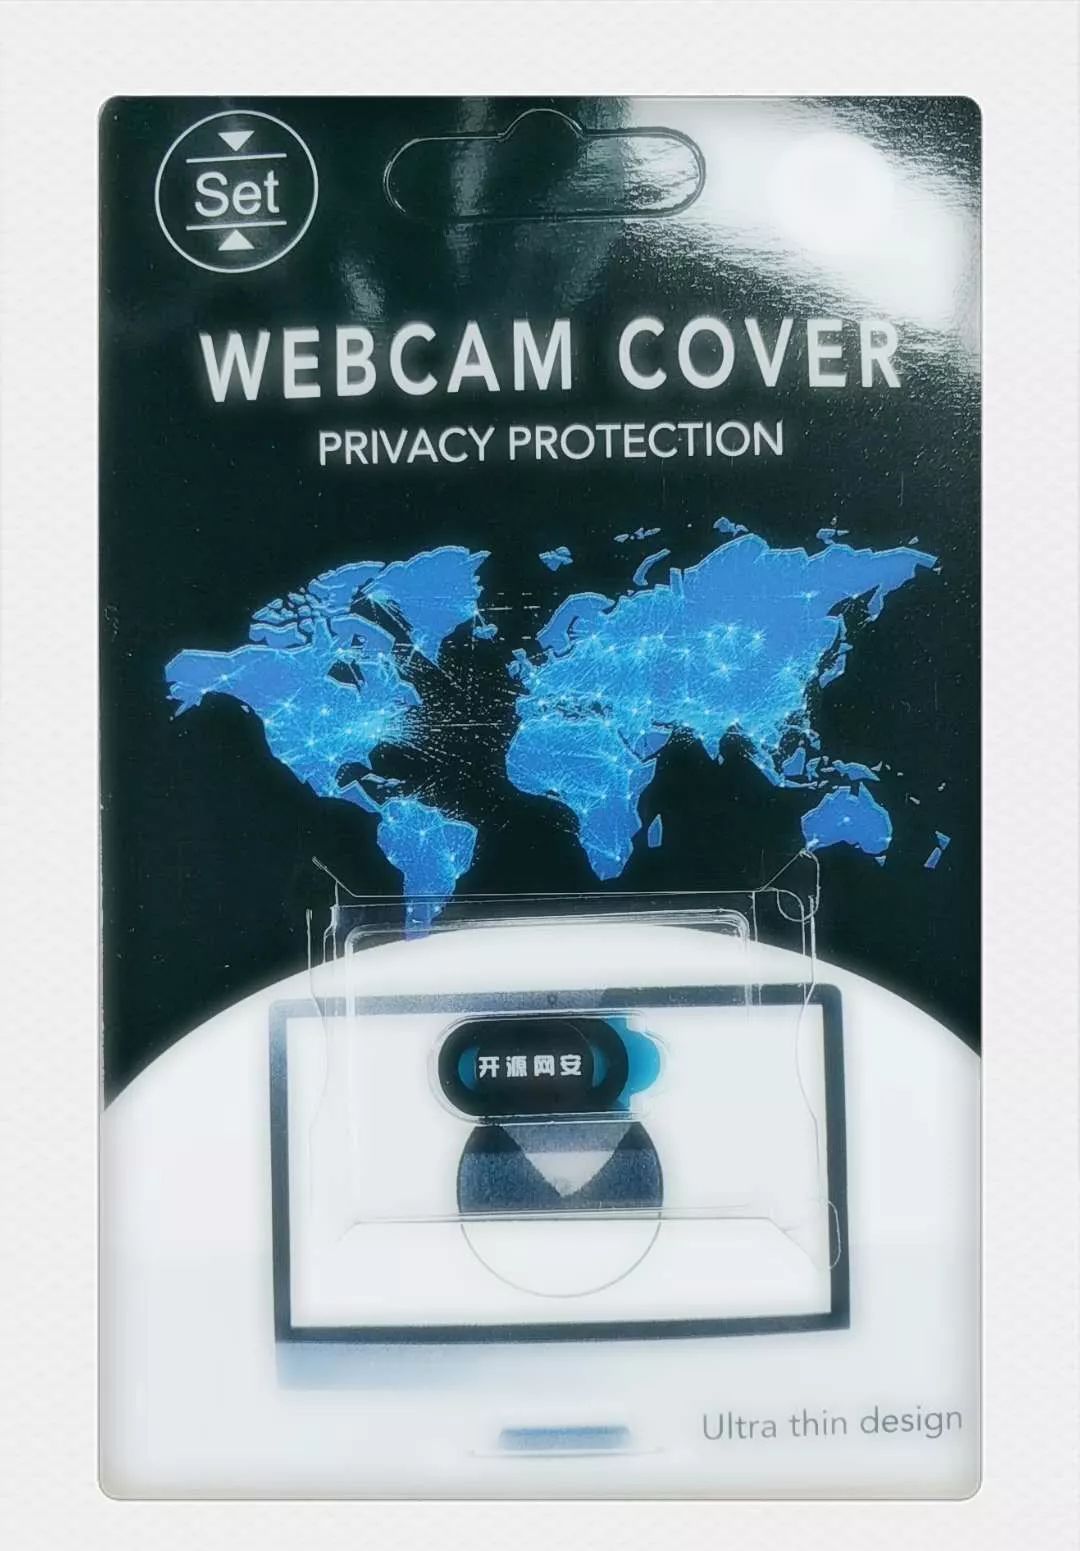 Set
WEBCAM COVER
PRIVACY PROTECTION
开源网安
Ultra thin design